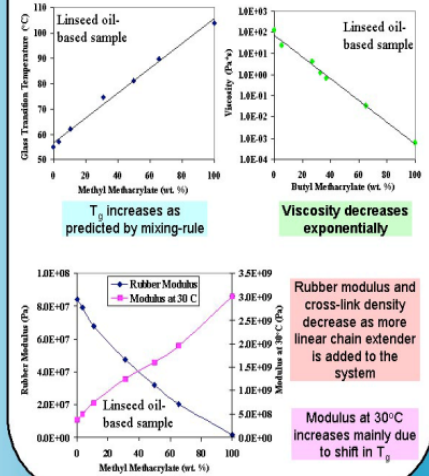 Glass Trandition Temperature (°C)
110
100
90
80
70
60
50
Linseed oil-
based sample
0 20 40 60 80 100
Methyl Methacrylate (wt. %)
Viscosity (Pa*s)
1.0E+03
1.0E+02
1.0E+01
1.0E+00
1.0E-01
1.0E-02
1.0E-03
1.0E-04
Linseed oil-
based sample
0 20 40 60 80 100
Butyl Methacrylate (wt. %)
Tg increases as
predicted by mixing-rule
Viscosity decreases
exponentially
Rubber Modulus (Pa)
1.0E+08
8.0E+07
6.0E+07
4.0E+07
2.0E+07
0.0E+00
Rubber Modulus
Modulus at 30 C
Linseed oil-
based sample
3.5E+09
3.0E+09
2.5E+09
2.0E+09
1.5E+09
1.0E+09
5.0E+08
0.0E+00
Modulus at 30°C (Pa)
0 20 40 60 80 100
Methyl Methacrylate (wt. %)
Rubber modulus and
cross-link density
decrease as more
linear chain extender
is added to the
system
Modulus at 30°C
increases mainly due
to shift in Tg